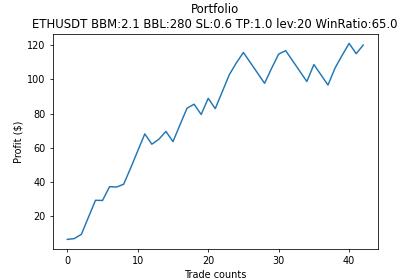 Portfolio
ETHUSDT BBM:2.1 BBL:280 SL:0.6 TP:1.0 lev:20 WinRatio:65.0
120
100
80
60
40
20
Profit ($)
0 10 20 30 40
Trade counts